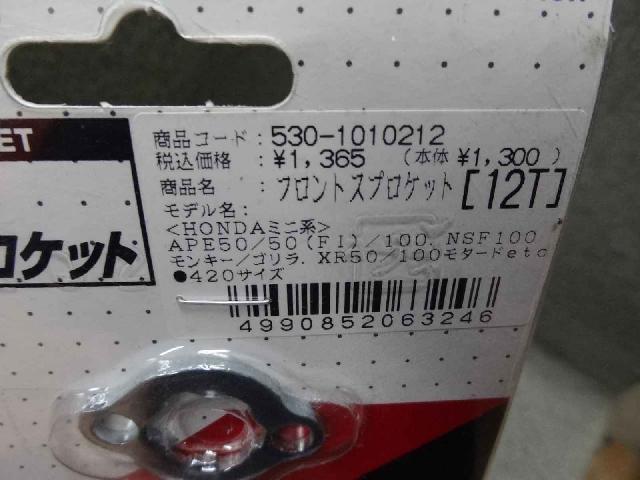 ET
商品コード：530-1010212
税込価格 ：¥1,365 （本体 ¥1,300 ）
商品名 ：フロントスプロケット[12T]
モデル名：
<HONDAミニ系>
APE50/50(FI)/100. NSF100
モンキー/ゴリラ. XR50/100モタードetc
●420サイズ
ロケット
4990852063246